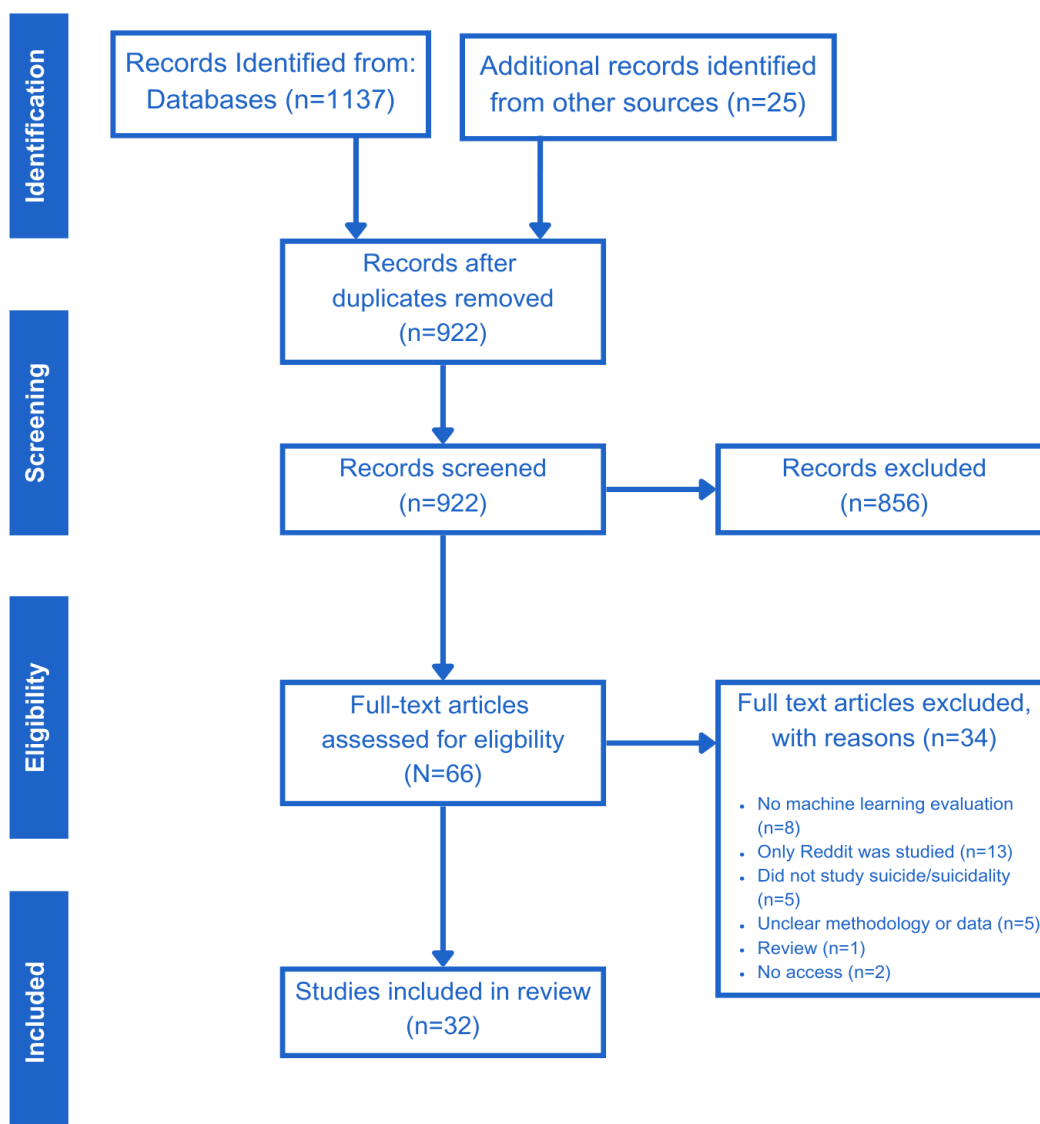 Identification
Records Identified from:
Databases (n=1137)
Additional records identified
from other sources (n=25)
Records after
duplicates removed
(n=922)
Screening
Records screened
(n=922)
Records excluded
(n=856)
Eligibility
Full-text articles
assessed for eligbility
(N=66)
Full text articles excluded,
with reasons (n=34)
• No machine learning evaluation
(n=8)
• Only Reddit was studied (n=13)
• Did not study suicide/suicidality
(n=5)
• Unclear methodology or data (n=5)
• Review (n=1)
• No access (n=2)
Included
Studies included in review
(n=32)